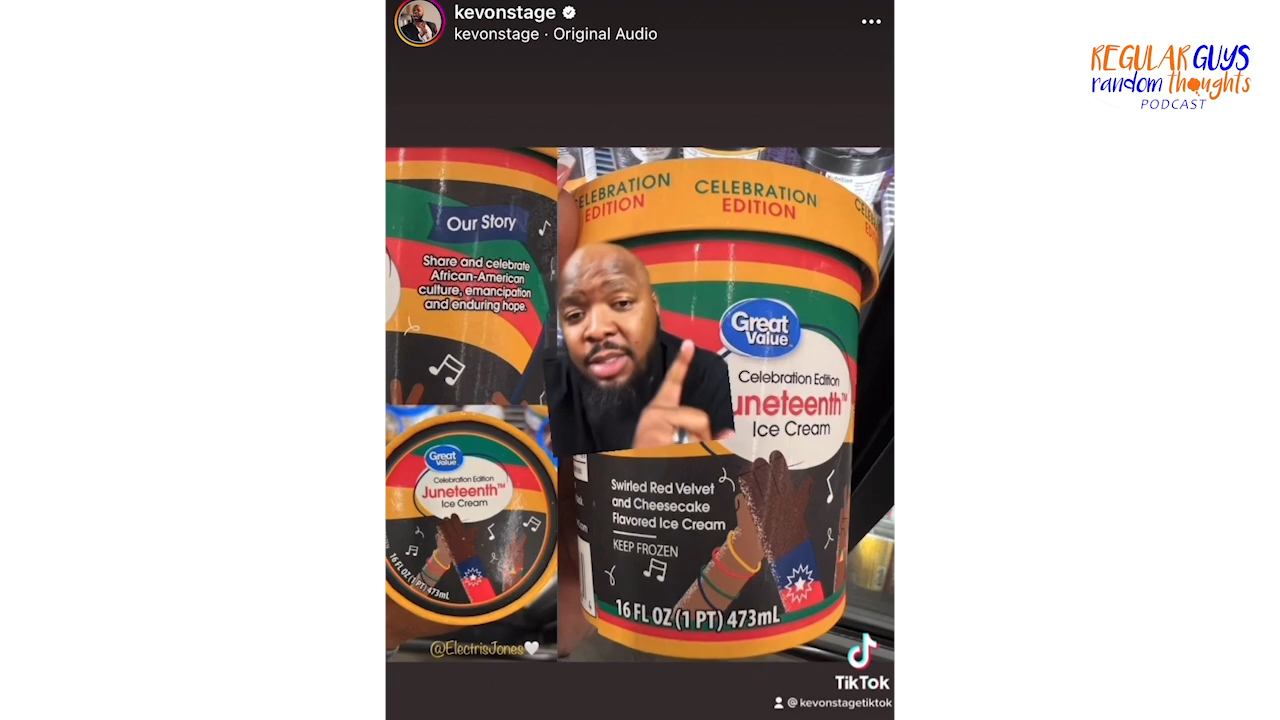 kevonstage
kevonstage · Original Audio
REGULAR GUYS
random thoughts
PODCAST
Our Story
Share and celebrate
African-American
culture, emancipation
and enduring hope.
CELEBRATION
EDITION
CELEBRATION
EDITION
Great
Value
Celebration Edition
uneteenth™
Ice Cream
Swirled Red Velvet
and Cheesecake
Flavored Ice Cream
KEEP FROZEN
16 FL OZ (1 PT) 473mL
Great
Value
Celebration Edition
Juneteenth™
Ice Cream
16 FL OZ (1 PT) 473mL
@ElectrisJones
TikTok
@kevonstagetiktok